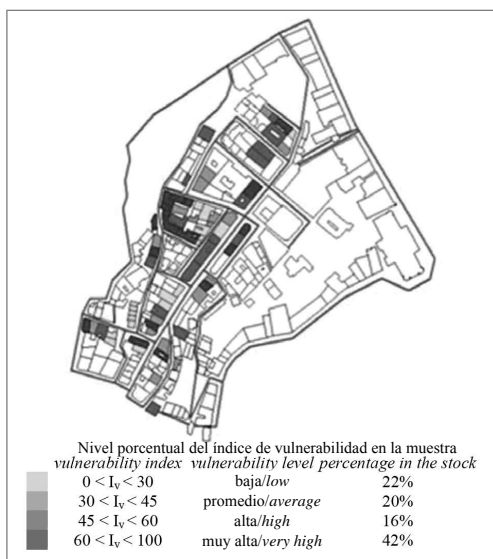 Nivel porcentual del índice de vulnerabilidad en la muestra
vulnerability index vulnerability level percentage in the stock
0 < Iv < 30 baja/low 22%
30 < Iv < 45 promedio/average 20%
45 < Iv < 60 alta/high 16%
60 < Iv < 100 muy alta/very high 42%